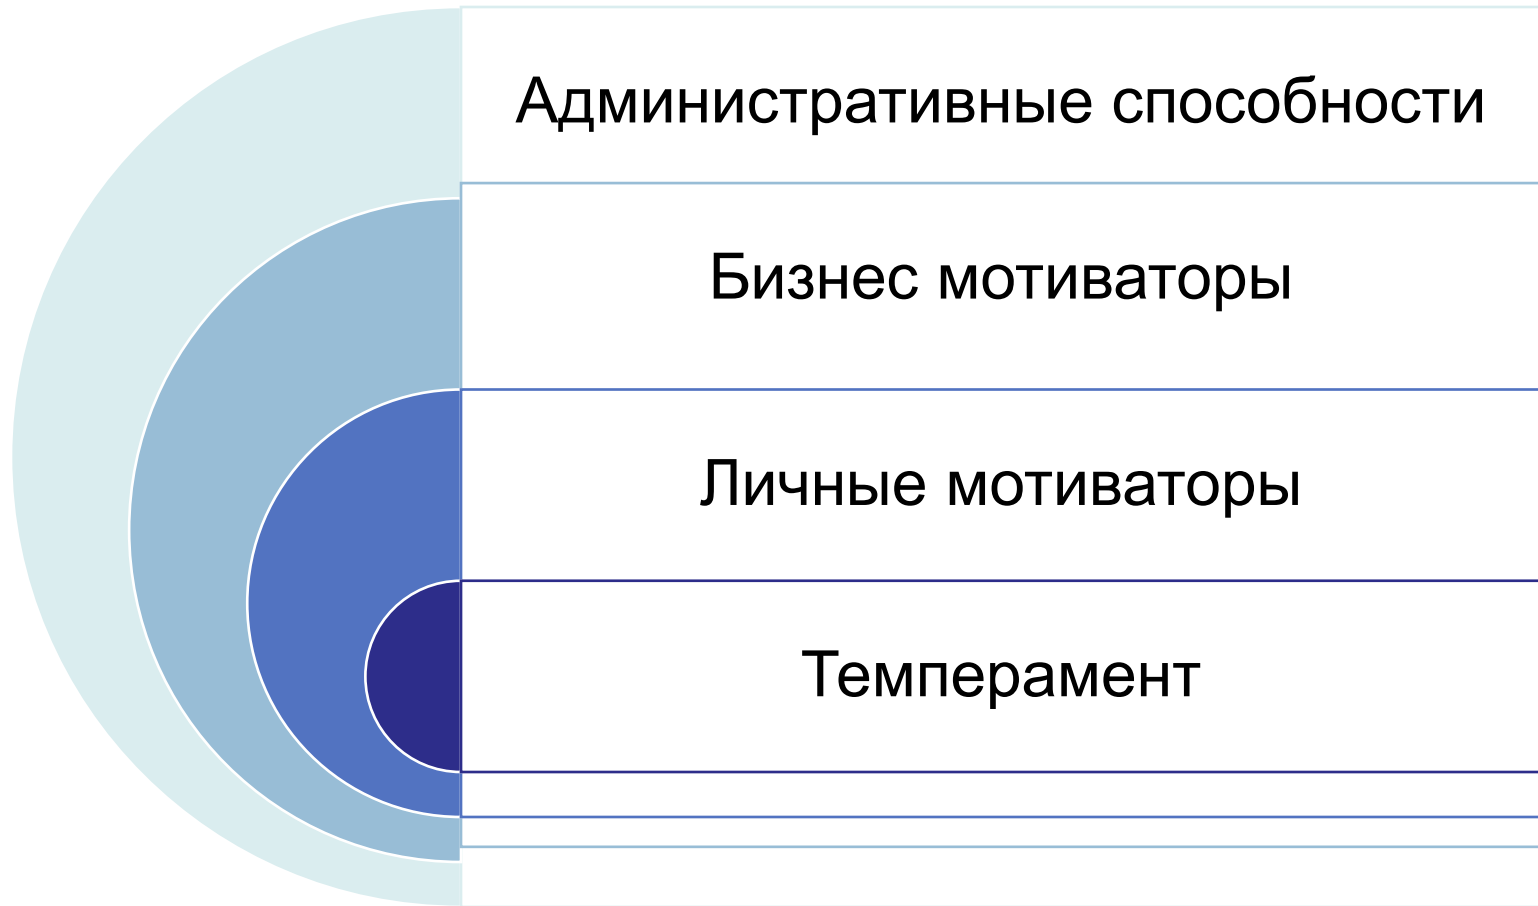 Административные способности
Бизнес мотиваторы
Личные мотиваторы
Темперамент